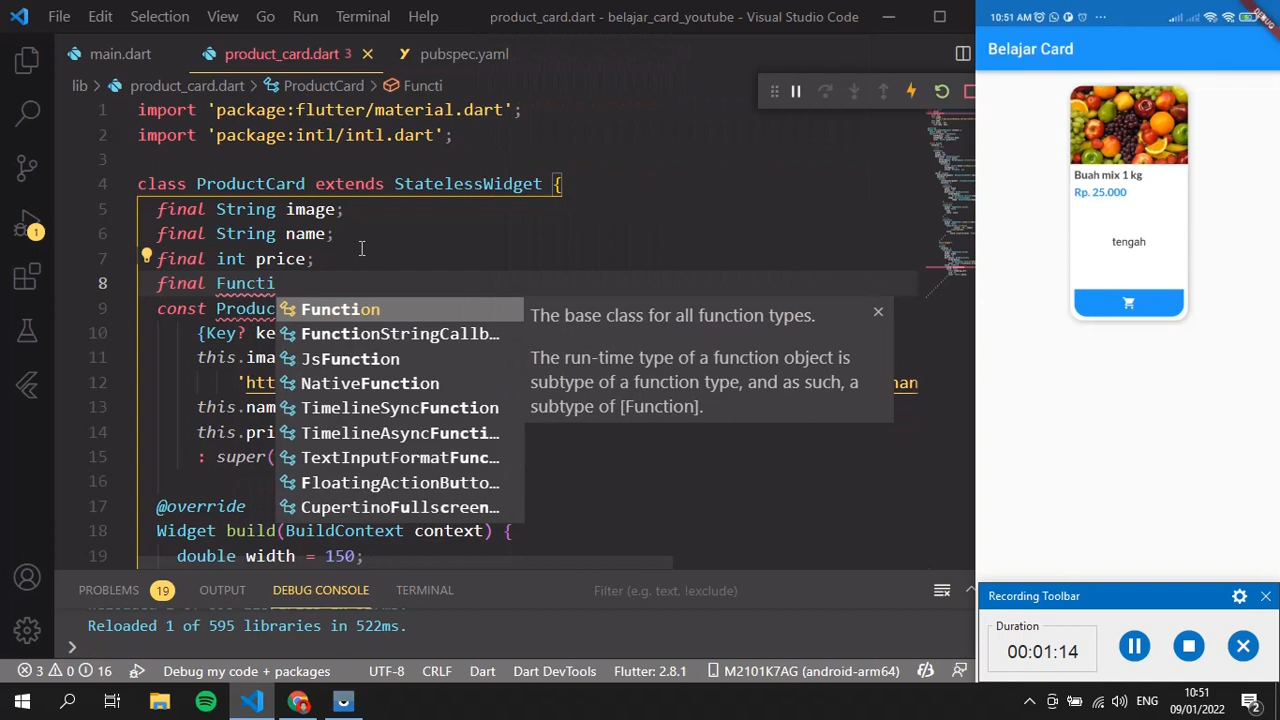 File Edit Selection View Go Run Terminal Help product_card.dart - belajar_card_youtube - Visual Studio Code
main.dart product_card.dart 3 pubspec.yaml
lib > product_card.dart > ProductCard > Functi
1 import 'package:flutter/material.dart';
2 import 'package:intl/intl.dart';
3
4 class ProductCard extends StatelessWidget {
5 final String image;
6 final String name;
7 final int price;
8 final Functi
9 const Produc
10 {Key? ke
11 this.ima
12 'htt
13 this.nam
14 this.pri
15 : super(
16
17 @override
18 Widget build(BuildContext context) {
19 double width = 150;
Function
FunctionStringCallb…
JsFunction
NativeFunction
TimelineSyncFunction
TimelineAsyncFuncti…
TextInputFormatFunc…
FloatingActionButto…
CupertinoFullscreen…
The base class for all function types.
The run-time type of a function object is
subtype of a function type, and as such, a
subtype of [Function].
PROBLEMS 19 OUTPUT DEBUG CONSOLE TERMINAL Filter (e.g. text, !exclude)
Reloaded 1 of 595 libraries in 522ms.
3 0 16 Debug my code + packages UTF-8 CRLF Dart Dart DevTools Flutter: 2.8.1 M2101K7AG (android-arm64)
1
ENG
10:51
09/01/2022
2
10:51 AM
DEBUG
Belajar Card
Buah mix 1 kg
Rp. 25.000
tengah
Recording Toolbar
Duration
00:01:14